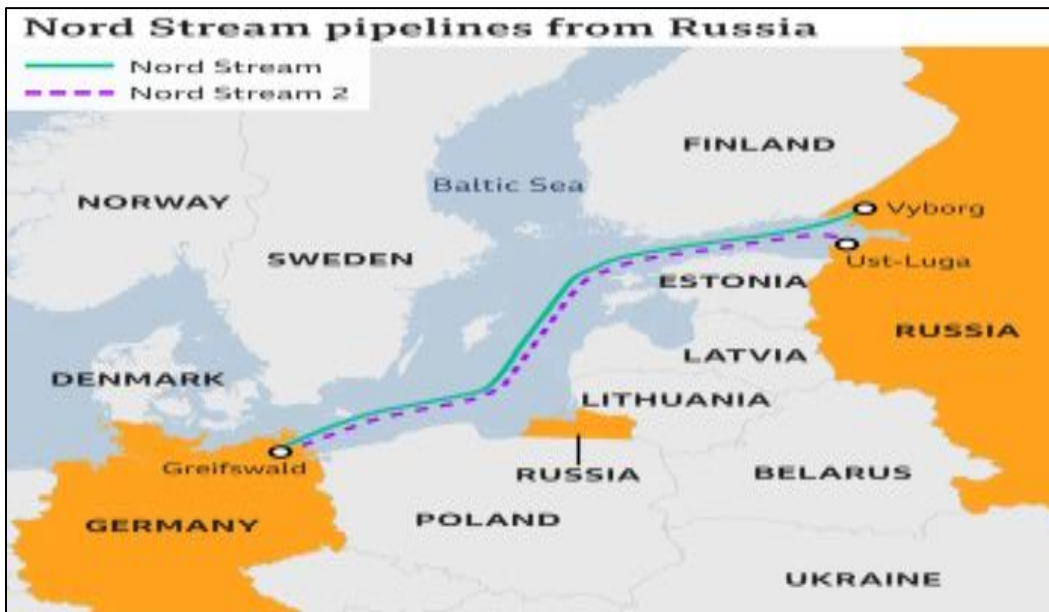 Nord Stream pipelines from Russia
Nord Stream
Nord Stream 2
FINLAND
Baltic Sea
NORWAY
Vyborg
SWEDEN
Ust-Luga
ESTONIA
RUSSIA
LATVIA
DENMARK
LITHUANIA
Greifswald
RUSSIA
BELARUS
GERMANY
POLAND
UKRAINE